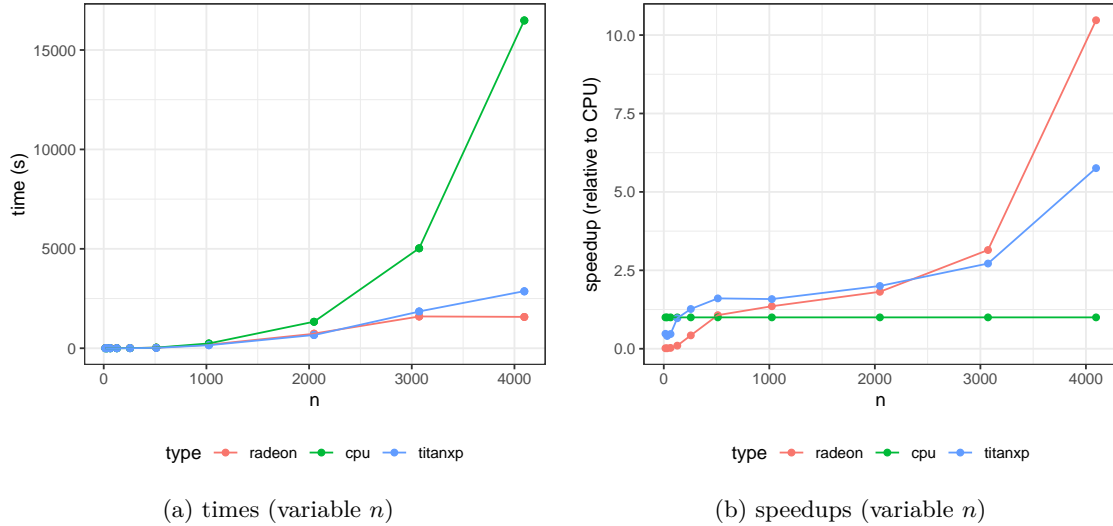 15000
10000
5000
0
time (s)
0 1000 2000 3000 4000
n
type radeon cpu titanxp
(a) times (variable n)
10.0
7.5
5.0
2.5
0.0
speedup (relative to CPU)
0 1000 2000 3000 4000
n
type radeon cpu titanxp
(b) speedups (variable n)